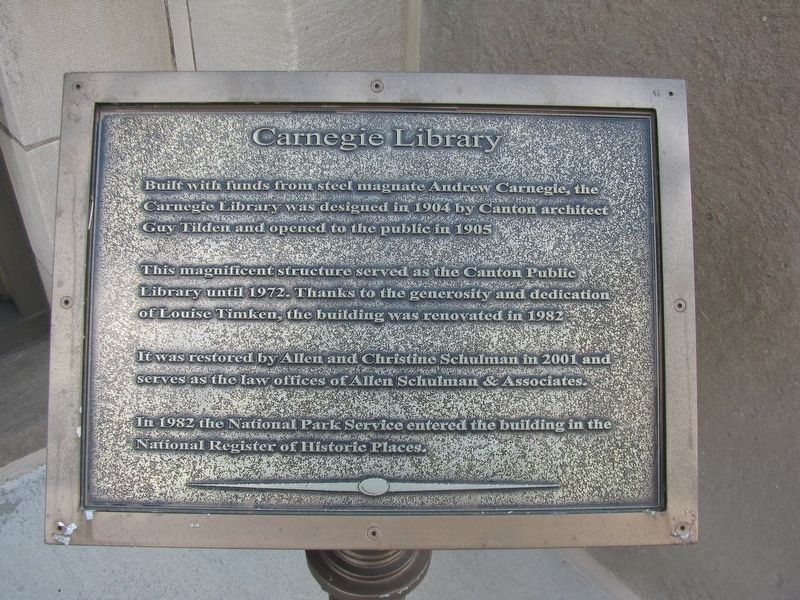 Carnegie Library
Built with funds from steel magnate Andrew Carnegie, the
Carnegie Library was designed in 1904 by Canton architect
Guy Tilden and opened to the public in 1905
This magnificent structure served as the Canton Public
Library until 1972. Thanks to the generosity and dedication
of Louise Timken, the building was renovated in 1982
It was restored by Allen and Christine Schulman in 2001 and
serves as the law offices of Allen Schulman & Associates.
In 1982 the National Park Service entered the building in the
National Register of Historic Places.